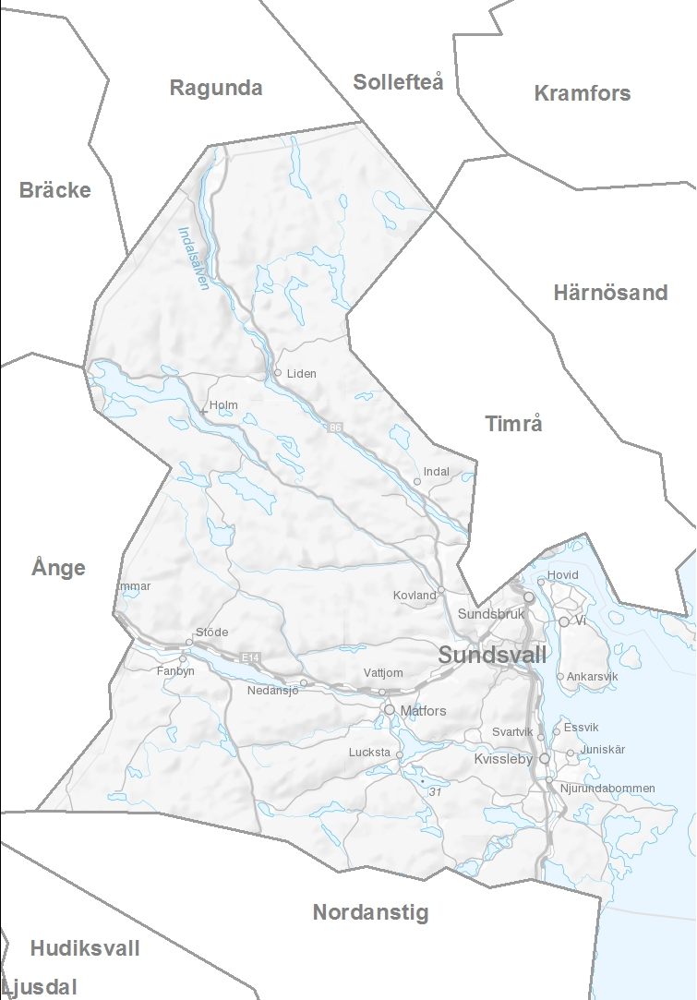 Sollefteå
Ragunda
Kramfors
Bräcke
Indalsälven
Härnösand
Liden
Holm
86
Timrå
Indal
Ånge
Hovid
mmar
Kovland
Sundsbruk
Vi
Stöde
Sundsvall
E14
Fanbyn
Vattjom
Ankarsvik
Nedansjö
Matfors
Essvik
Svartvik
Juniskär
Lucksta
Kvissleby
Njurundabommen
31
Nordanstig
Hudiksvall
Ljusdal